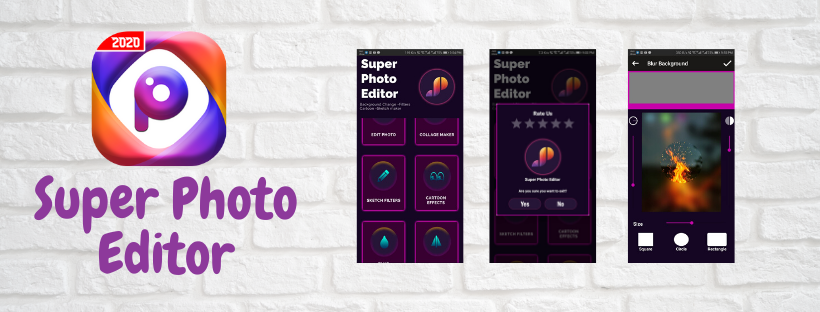 2020
Super Photo
Editor
Super
Photo
Editor
EDIT PHOTO
COLLAGE MAKER
SKETCH FILTERS
CARTOON
EFFECTS
Super
Photo
Editor
Rate Us
Super Photo Editor
Are you sure you want to exit?
Yes
No
SKETCH FILTERS
CARTOON
EFFECTS
Blur Background
Size
Square
Circle
Rectangle